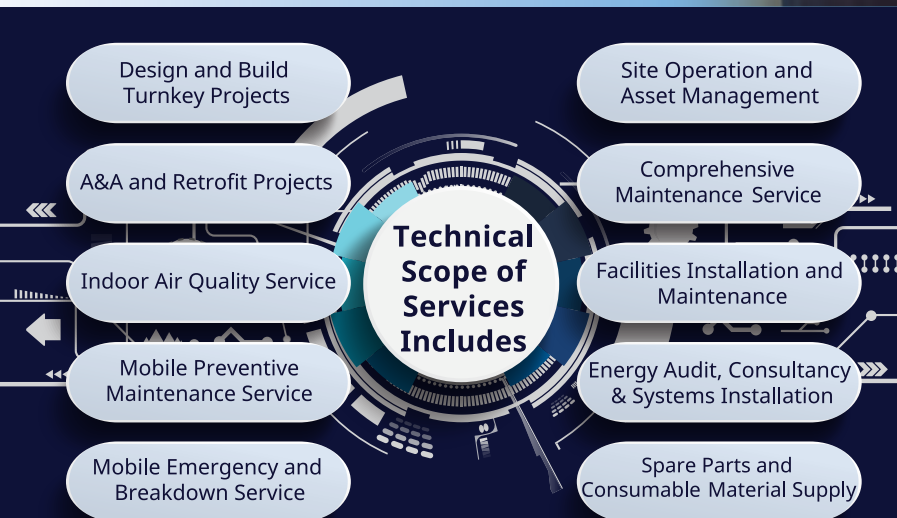 Design and Build
Turnkey Projects
A&A and Retrofit Projects
Indoor Air Quality Service
Mobile Preventive
Maintenance Service
Mobile Emergency and
Breakdown Service
Technical
Scope of
Services
Includes
Site Operation and
Asset Management
Comprehensive
Maintenance Service
Facilities Installation and
Maintenance
Energy Audit, Consultancy
& Systems Installation
Spare Parts and
Consumable Material Supply